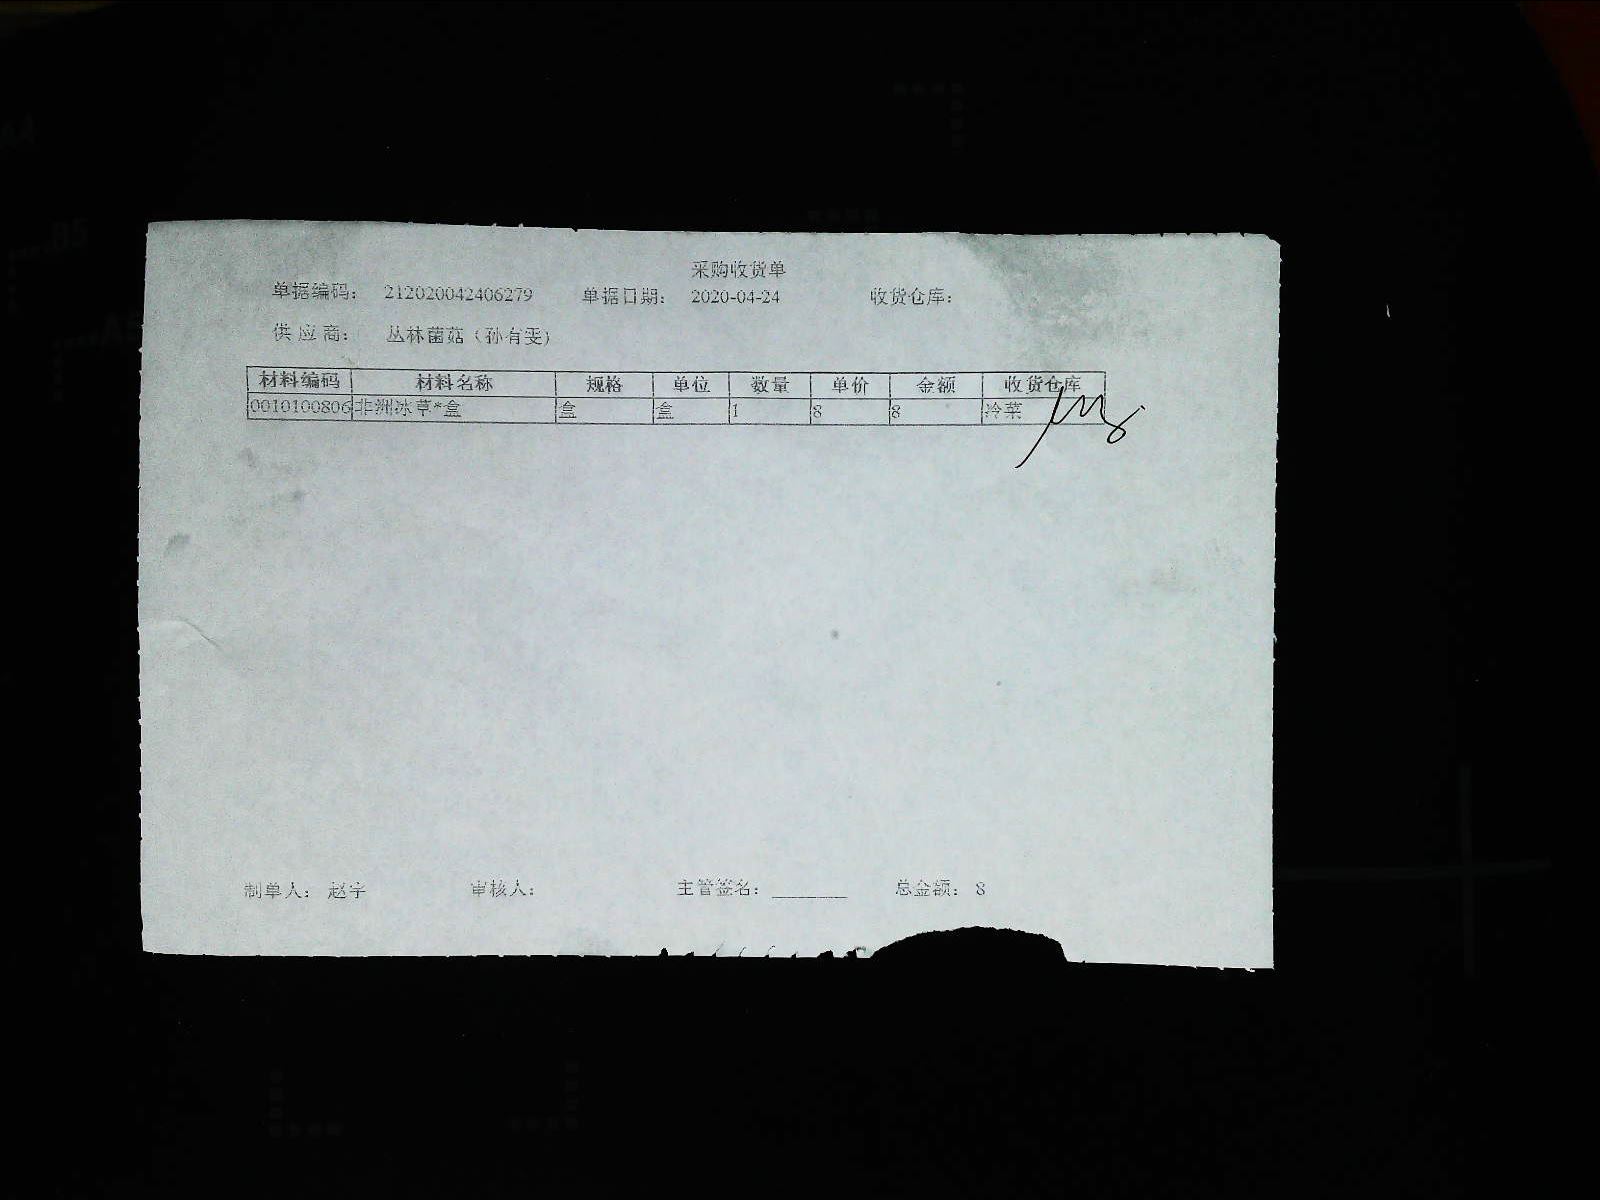 采购收货单
单据编码： 212020042406279 单据日期： 2020-04-24 收货仓库：
供应商： 丛林菌菇（孙有雯）
材料编码 材料名称 规格 单位 数量 单价 金额 收货仓库
0010100806 非洲冰草*盒 盒 盒 1 8 8 冷菜
制单人： 赵宇 审核人： 主管签名： 总金额： 8